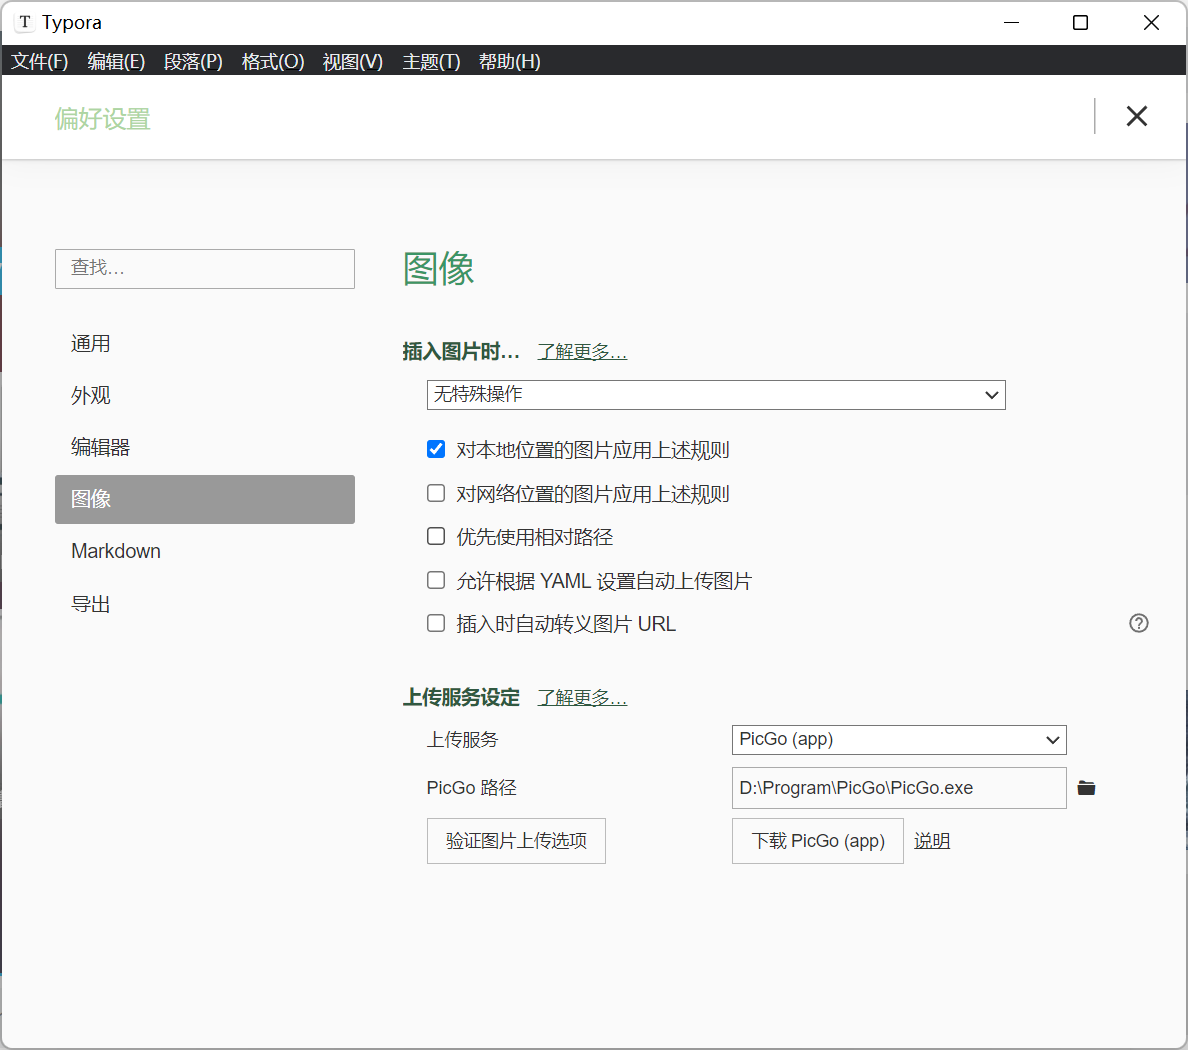 T Typora
文件(F) 编辑(E) 段落(P) 格式(O) 视图(V) 主题(T) 帮助(H)
偏好设置
查找...
通用
外观
编辑器
图像
Markdown
导出
图像
插入图片时... 了解更多...
无特殊操作
对本地位置的图片应用上述规则
对网络位置的图片应用上述规则
优先使用相对路径
允许根据 YAML 设置自动上传图片
插入时自动转义图片 URL
上传服务设定 了解更多...
上传服务 PicGo (app)
PicGo 路径 D:\Program\PicGo\PicGo.exe
验证图片上传选项 下载 PicGo (app) 说明